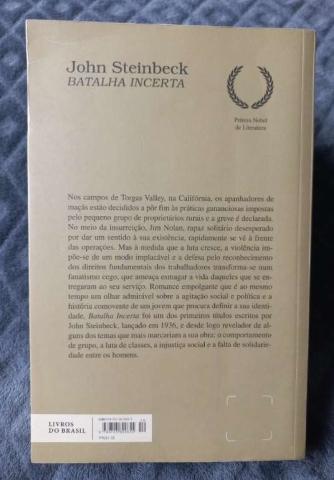 John Steinbeck
BATALHA INCERTA
Prémio Nobel
de Literatura
Nos campos de Torgas Valley, na Califórnia, os apanhadores de
maçãs estão decididos a pôr fim às práticas gananciosas impostas
pelo pequeno grupo de proprietários rurais e a greve é declarada.
No meio da insurreição, Jim Nolan, rapaz solitário desesperado
por dar um sentido à sua existência, rapidamente se vê à frente
das operações. Mas à medida que a luta cresce, a violência im-
põe-se de um modo implacável e a defesa pelo reconhecimento
dos direitos fundamentais dos trabalhadores transforma-se num
fanatismo cego, que ameaça esmagar a vida daqueles que se en-
tregaram ao seu serviço. Romance empolgante que é ao mesmo
tempo um olhar admirável sobre a agitação social e política e a
história comovente de um jovem que procura definir a sua identi-
dade, Batalha Incerta foi um dos primeiros títulos escritos por
John Steinbeck, lançado em 1936, e desde logo revelador de al-
guns dos temas que mais marcariam a sua obra: o comportamento
de grupo, a luta de classes, a injustiça social e a falta de solidarie-
dade entre os homens.
LIVROS
DO BRASIL